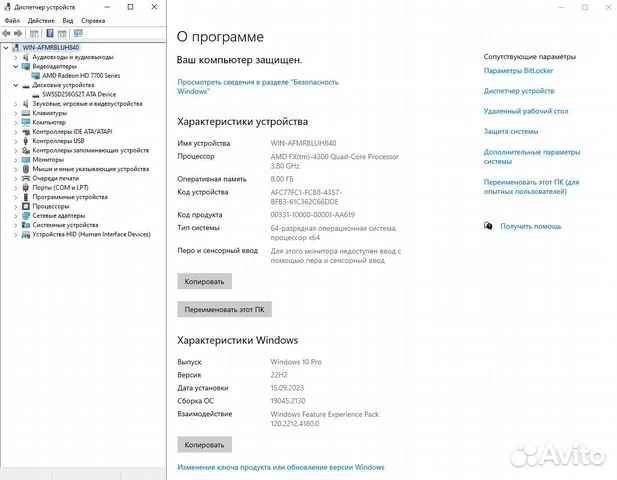 Диспетчер устройств
Файл Действие Вид Справка
WIN-AFMRBLUH840
Аудиовходы и аудиовыходы
Видеоадаптеры
AMD Radeon HD 7700 Series
Дисковые устройства
SWSSD256GS2T ATA Device
Звуковые, игровые и видеоустройства
Клавиатуры
Компьютер
Контроллеры IDE ATA/ATAPI
Контроллеры USB
Контроллеры запоминающих устройств
Мониторы
Мыши и иные указывающие устройства
Очереди печати
Порты (COM и LPT)
Программные устройства
Процессоры
Сетевые адаптеры
Системные устройства
Устройства HID (Human Interface Devices)
О программе
Ваш компьютер защищен.
Просмотреть сведения в разделе "Безопасность
Windows"
Характеристики устройства
Имя устройства WIN-AFMRBLUH840
Процессор AMD FX(tm)-4300 Quad-Core Processor
3.80 GHz
Оперативная память 8,00 ГБ
Код устройства AFC77FC1-FCB8-4357-
8FB3-61C362C66DDE
Код продукта 00331-10000-00001-AA619
Тип системы 64-разрядная операционная система,
процессор x64
Перо и сенсорный ввод Для этого монитора недоступен ввод с
помощью пера и сенсорный ввод
Копировать
Переименовать этот ПК
Характеристики Windows
Выпуск Windows 10 Pro
Версия 22H2
Дата установки 15.09.2023
Сборка ОС 19045.2130
Взаимодействие Windows Feature Experience Pack
120.2212.4180.0
Копировать
Изменение ключа продукта или обновление версии Windows
Сопутствующие параметры
Параметры BitLocker
Диспетчер устройств
Удаленный рабочий стол
Защита системы
Дополнительные параметры
системы
Переименовать этот ПК (для
опытных пользователей)
Получить помощь
Avito